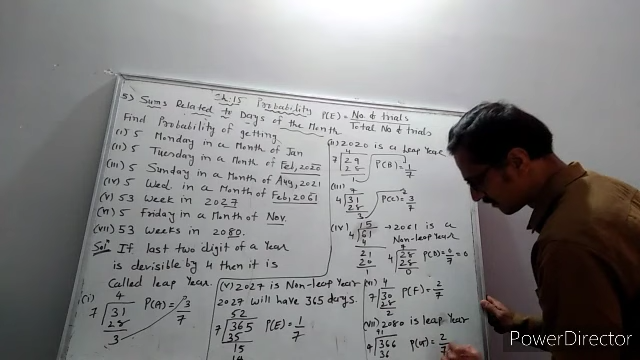 Ch:15 Probability
5) Sums Related to Days of the Month
P(E) = No. of trials / Total No. of trials
Find Probability of getting
(i) 5 Monday in a Month of Jan
(ii) 5 Tuesday in a Month of Feb, 2020
(iii) 5 Sunday in a Month of Aug, 2021
(iv) 5 Wed in a Month of Feb, 2061
(v) 53 week in 2027
(vi) 5 Friday in a Month of Nov.
(vii) 53 weeks in 2080.
Sol: If last two digit of a Year
is devisible by 4 then it is
Called leap Year.
(i) 4
7 31 P(A) = 3/7
28
3
(ii) 2020 is a leap Year
4
7 29 P(B) = 1/7
28
1
(iii)
4 31 P(C) = 3/7
28
3
(iv) 15
4 61 → 2061 is a
Non-leap Year
4
21
20
1
4 28 P(D) = 0/7 = 0
28
0
(v) 2027 is Non-leap Year
2027 will have 365 days.
52
7 365 P(E) = 1/7
35
15
14
(vi) 4
7 30 P(F) = 2/7
28
2
(vii) 2080 is leap Year
366 P(G) = 2/7
36
PowerDirector